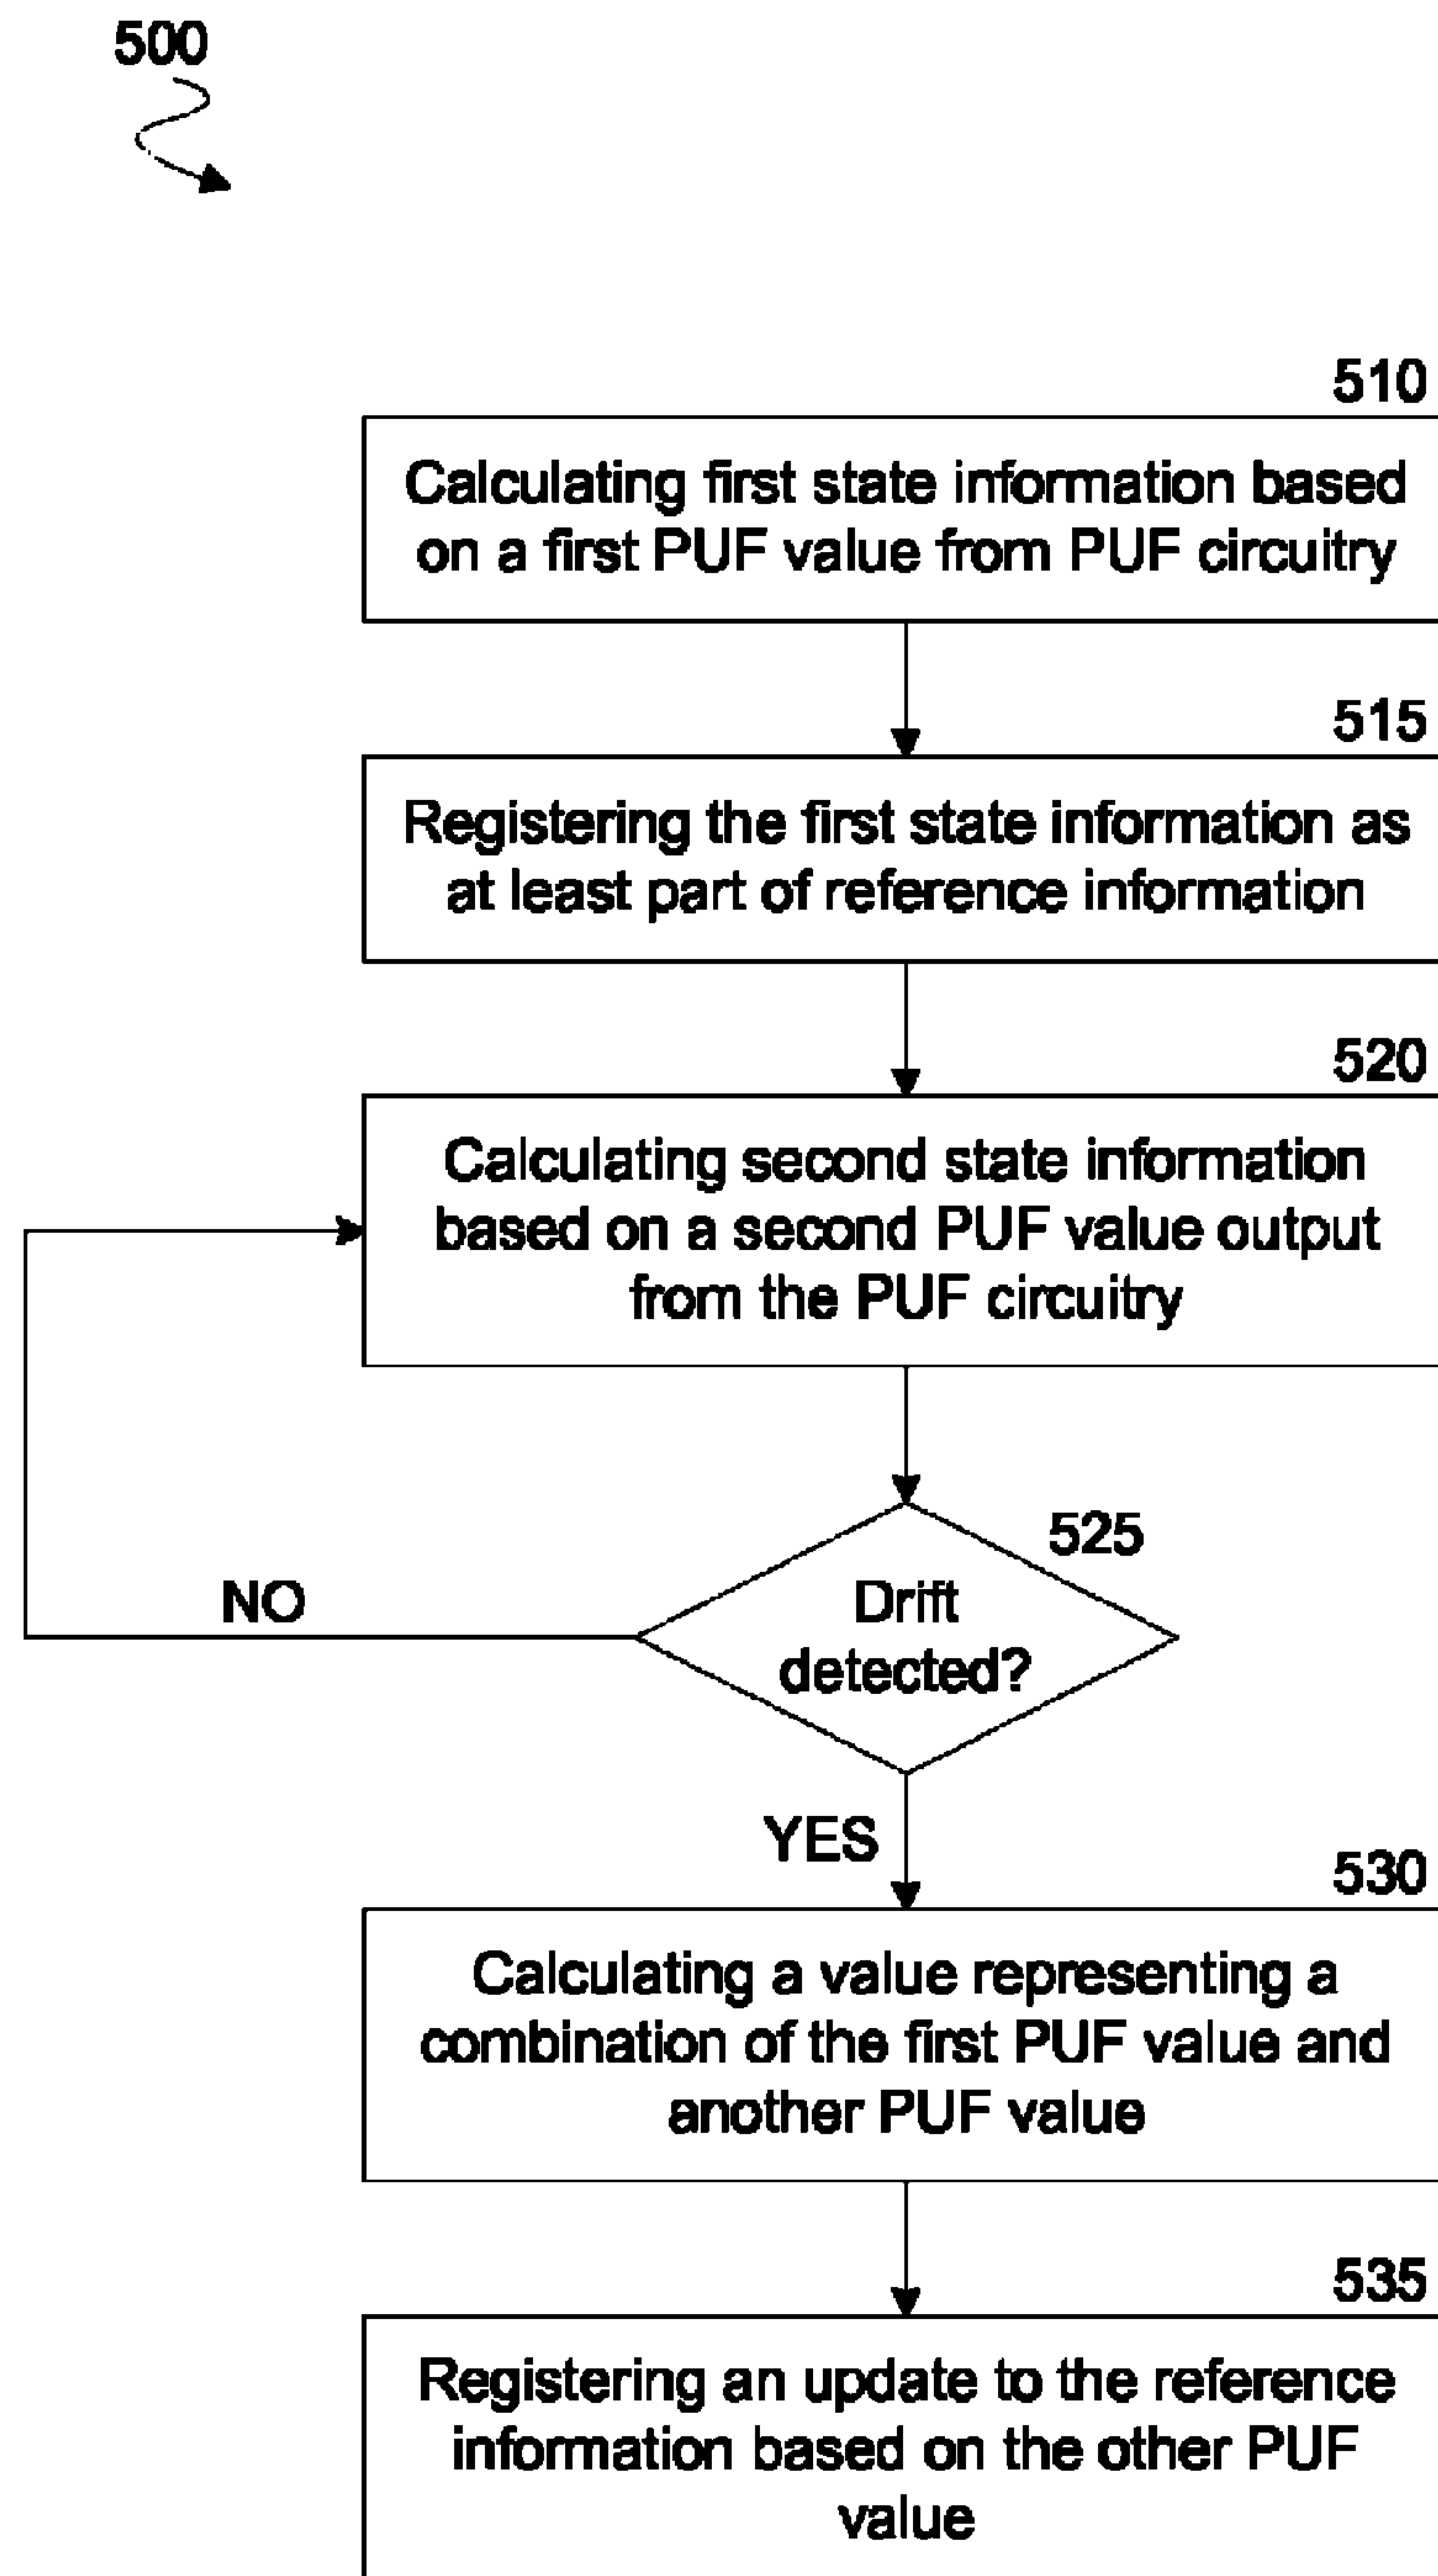 500
510
Calculating first state information based
on a first PUF value from PUF circuitry
515
Registering the first state information as
at least part of reference information
520
Calculating second state information
based on a second PUF value output
from the PUF circuitry
525
Drift
detected?
NO
YES
530
Calculating a value representing a
combination of the first PUF value and
another PUF value
535
Registering an update to the reference
information based on the other PUF
value